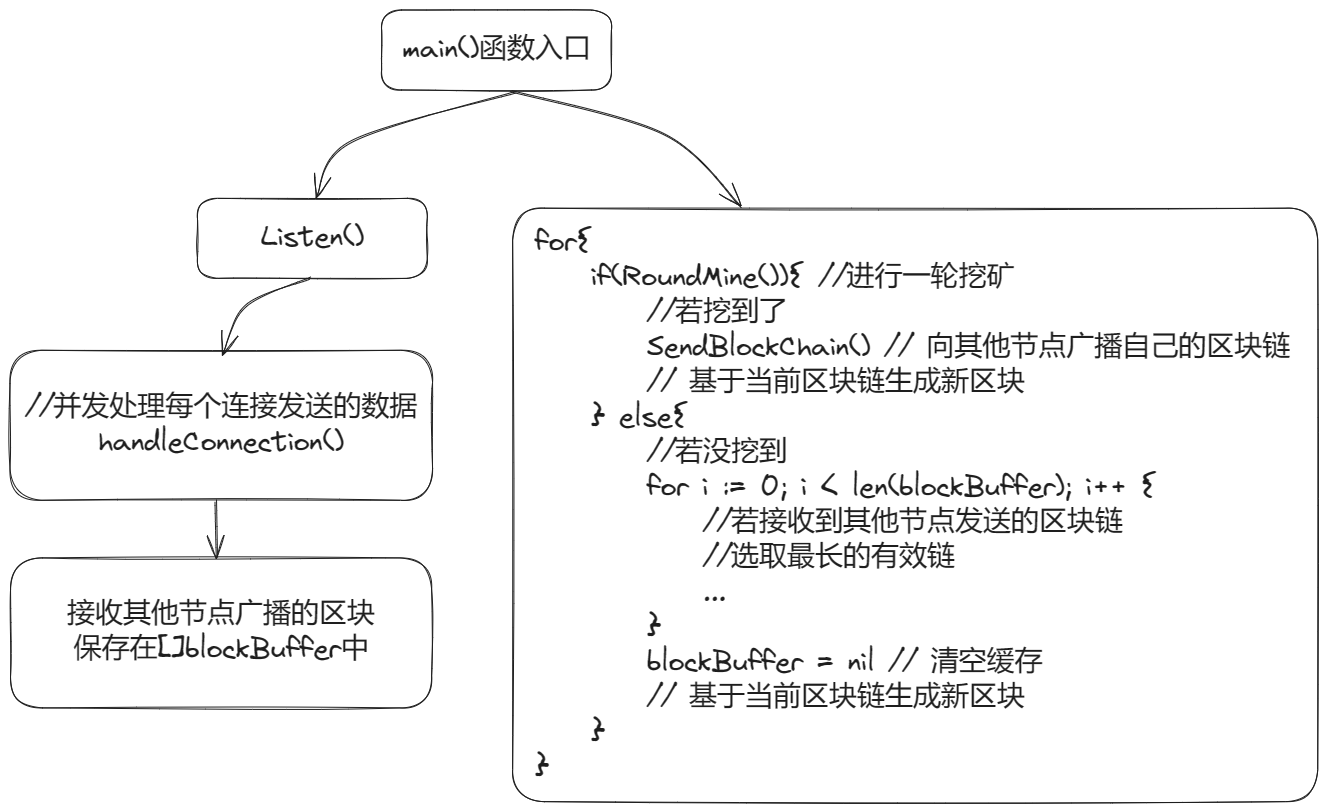 main()函数入口
Listen()
//并发处理每个连接发送的数据
handleConnection()
接收其他节点广播的区块
保存在[]blockBuffer中
for{
if(RoundMine()){ //进行一轮挖矿
//若挖到了
SendBlockChain() // 向其他节点广播自己的区块链
// 基于当前区块链生成新区块
} else{
//若没挖到
for i := 0; i < len(blockBuffer); i++ {
//若接收到其他节点发送的区块链
//选取最长的有效链
...
}
blockBuffer = nil // 清空缓存
// 基于当前区块链生成新区块
}
}